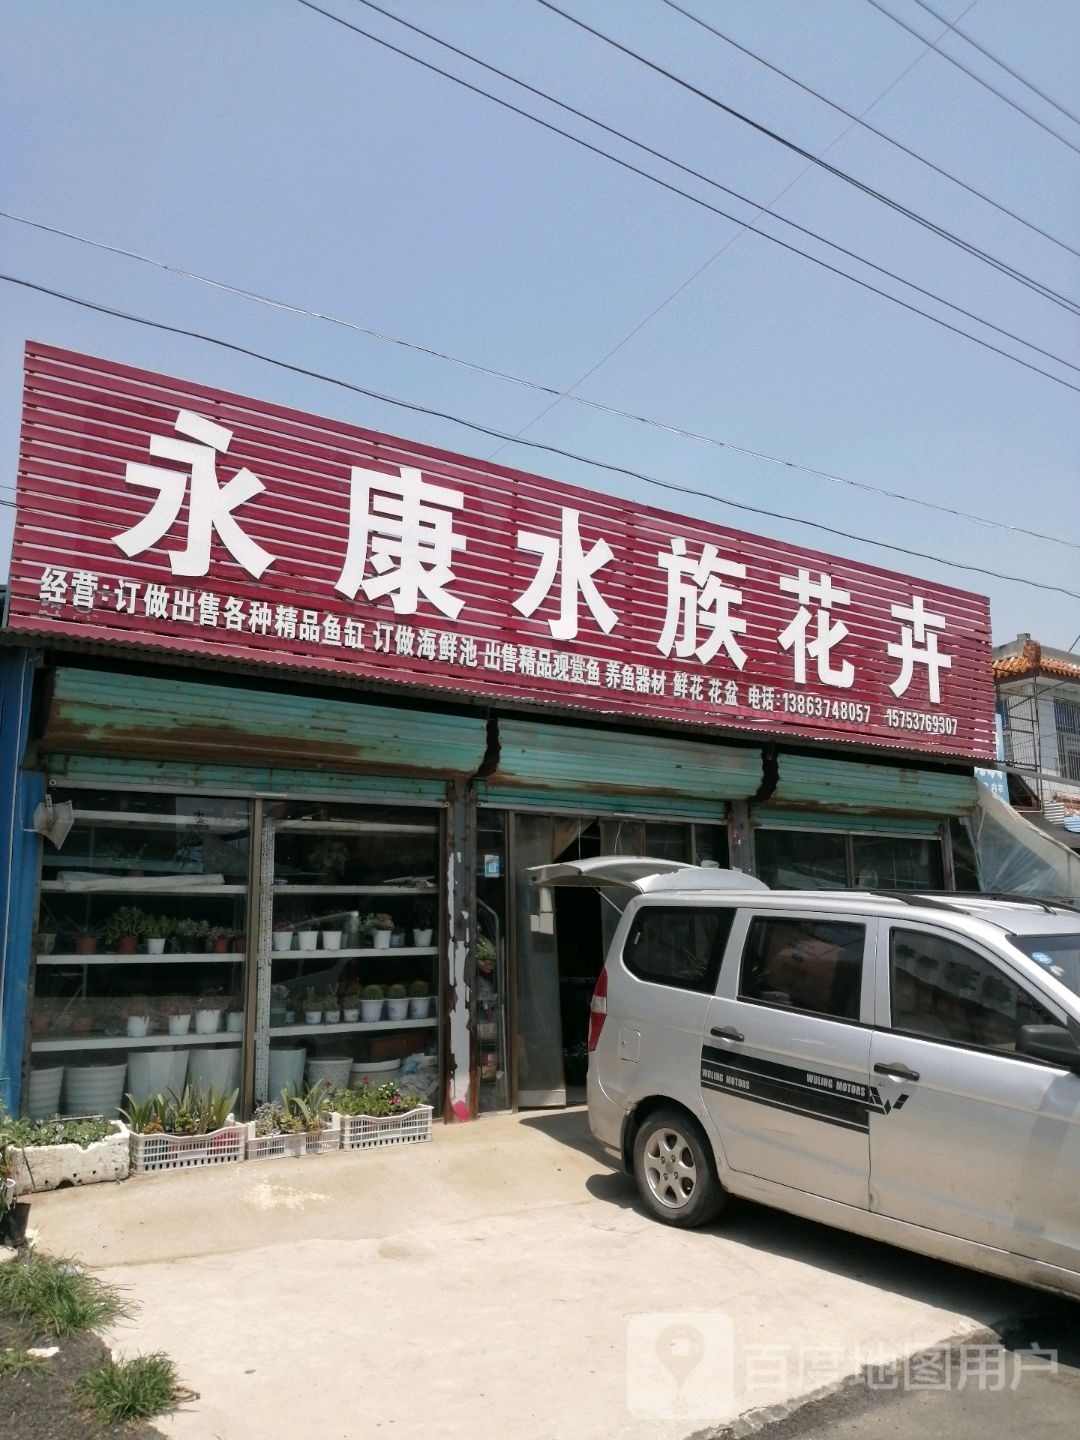 永康水族花卉
经营:订做出售各种精品鱼缸 订做海鲜池 出售精品观赏鱼 养鱼器材 鲜花 花盆 电话:13863748057 15753769307
WULING MOTORS WULING MOTORS
百度地图用户